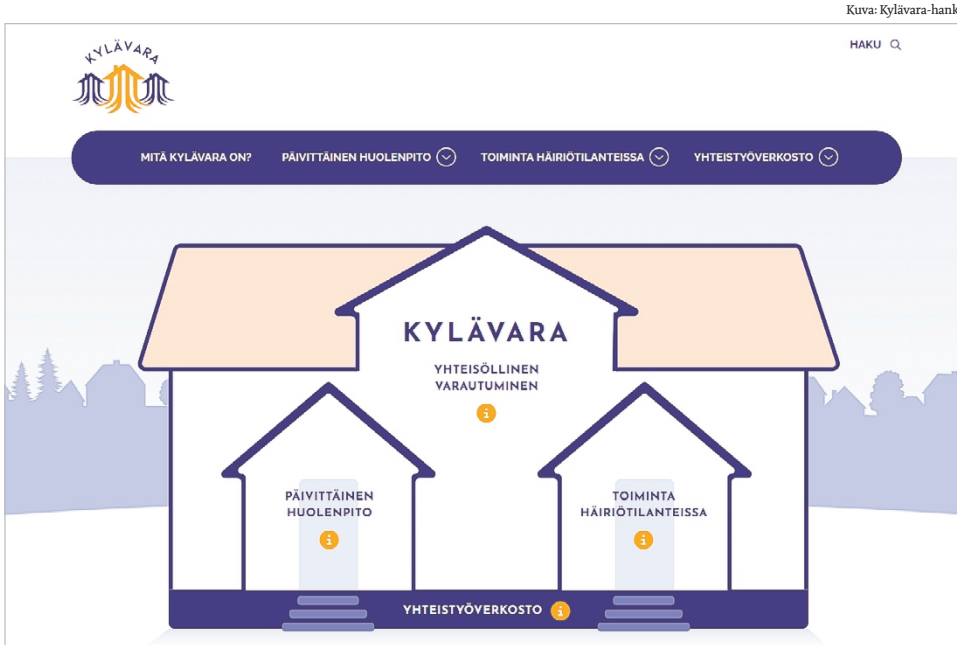 Kuva: Kylävara-hank
KYLÄVARA
HAKU
MITÄ KYLÄVARA ON? PÄIVITTÄINEN HUOLENPITO TOIMINTA HÄIRIÖTILANTEISSA YHTEISTYÖVERKOSTO
KYLÄVARA
YHTEISÖLLINEN
VARAUTUMINEN
i
PÄIVITTÄINEN
HUOLENPITO
i
TOIMINTA
HÄIRIÖTILANTEISSA
i
YHTEISTYÖVERKOSTO i